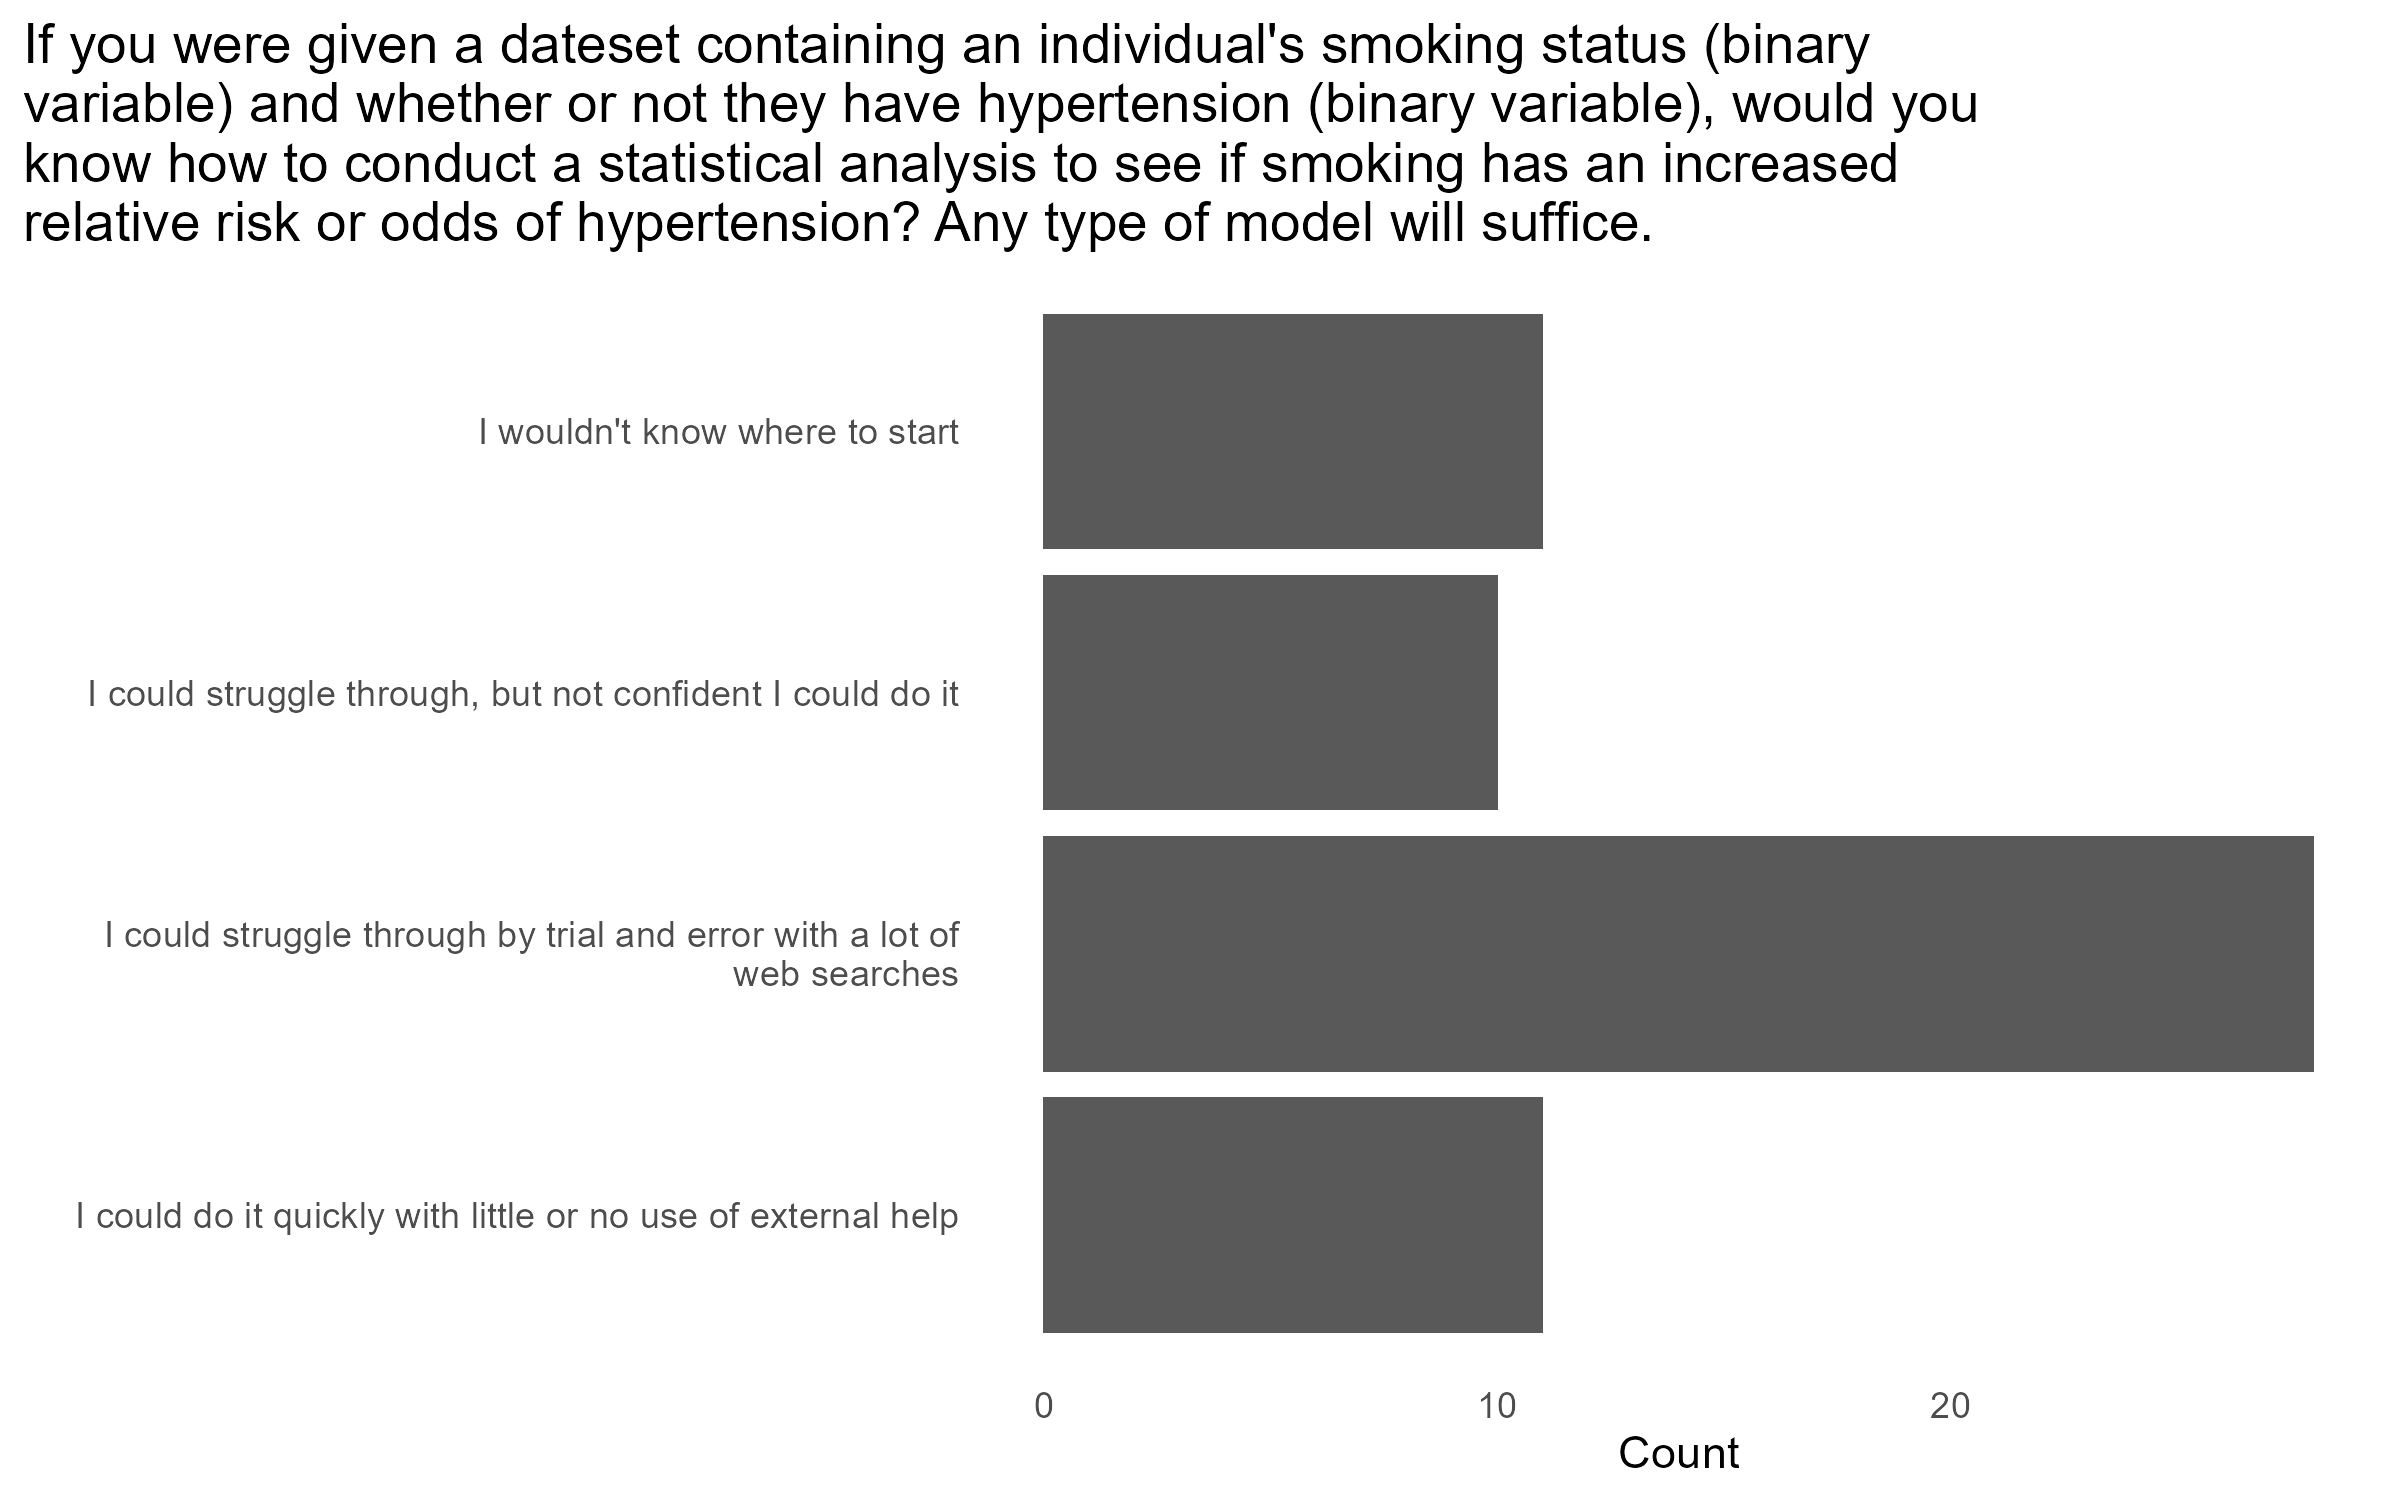 If you were given a dateset containing an individual's smoking status (binary
variable) and whether or not they have hypertension (binary variable), would you
know how to conduct a statistical analysis to see if smoking has an increased
relative risk or odds of hypertension? Any type of model will suffice.
I wouldn't know where to start
I could struggle through, but not confident I could do it
I could struggle through by trial and error with a lot of
web searches
I could do it quickly with little or no use of external help
0 10 20
Count